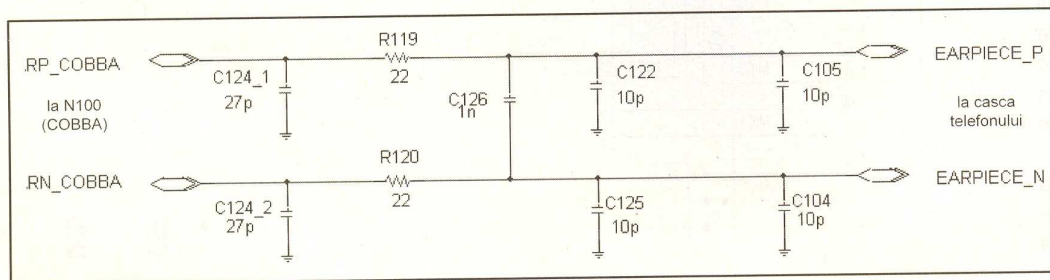 R119
.RP_COBBA
22
C124_1
27p
C126
1n
C122
10p
C105
10p
EARPIECE_P
la N100
(COBBA)
la casca
telefonului
R120
.RN_COBBA
22
C124_2
27p
C125
10p
C104
10p
EARPIECE_N